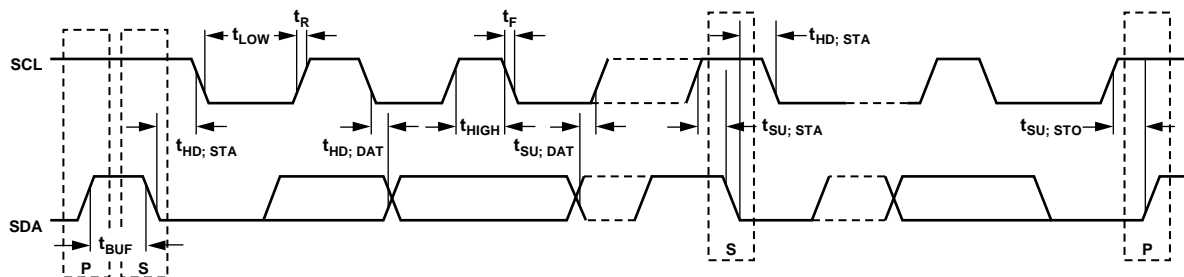 tR
tF
tLOW
tHD; STA
SCL
tHD; STA
tHD; DAT
tHIGH
tSU; DAT
tSU; STA
tSU; STO
SDA
tBUF
P
S
S
P